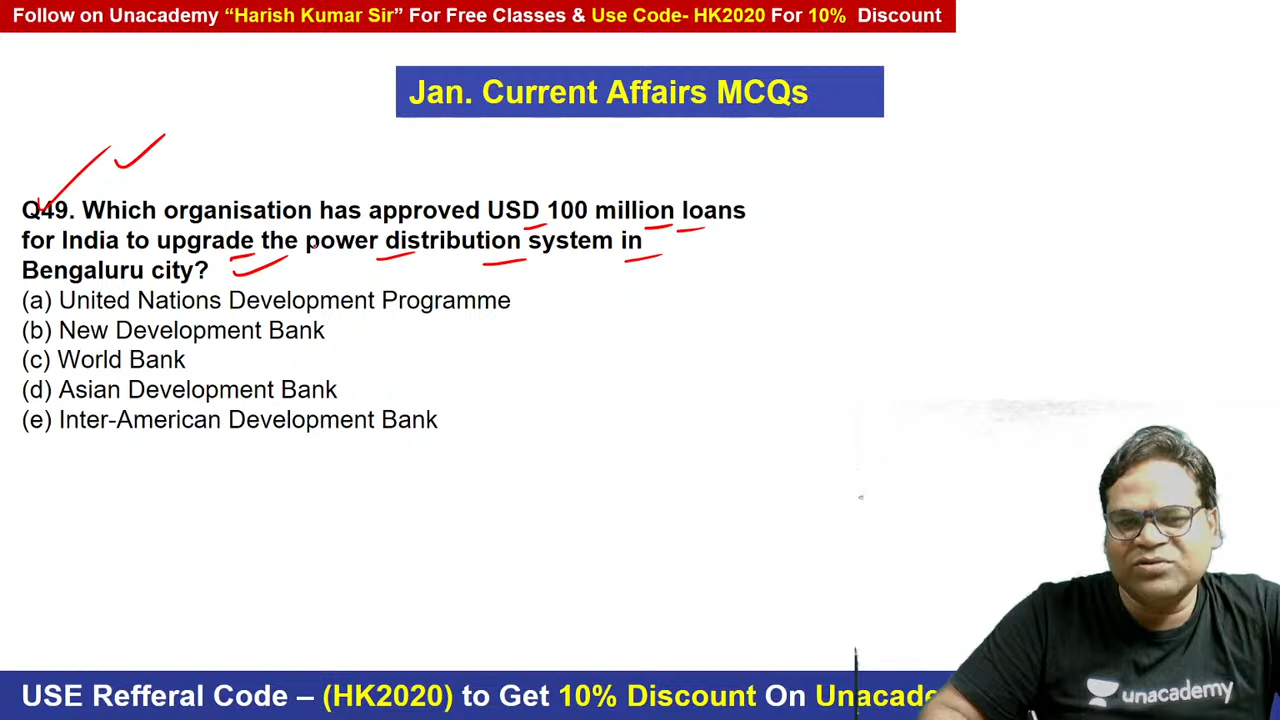 Follow on Unacademy “Harish Kumar Sir” For Free Classes & Use Code- HK2020 For 10% Discount
Jan. Current Affairs MCQs
Q49. Which organisation has approved USD 100 million loans
for India to upgrade the power distribution system in
Bengaluru city?
(a) United Nations Development Programme
(b) New Development Bank
(c) World Bank
(d) Asian Development Bank
(e) Inter-American Development Bank
unacademy
USE Refferal Code – (HK2020) to Get 10% Discount On Unacade